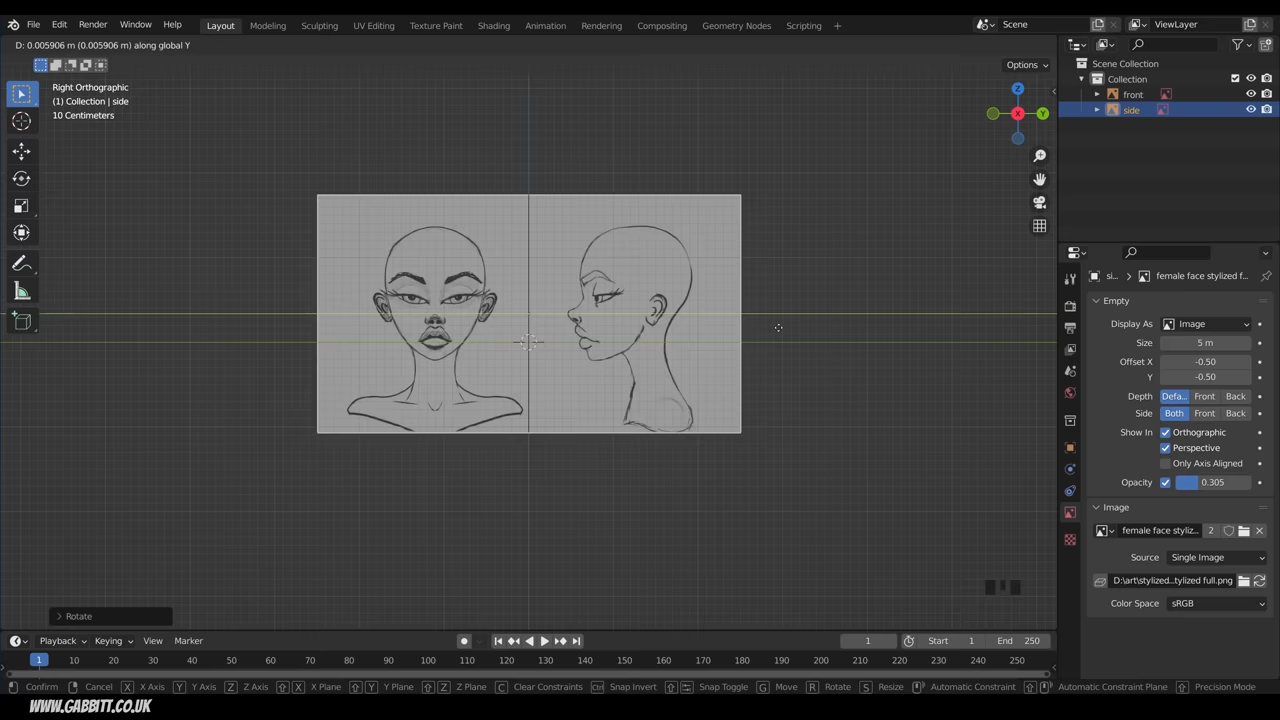 File Edit Render Window Help Layout Modeling Sculpting UV Editing Texture Paint Shading Animation Rendering Compositing Geometry Nodes Scripting + Scene ViewLayer
D: 0.005906 m (0.005906 m) along global Y
Options
Right Orthographic
(1) Collection | side
10 Centimeters
Z
X
Y
Scene Collection
Collection
front
side
si...
female face stylized f...
Empty
Display As Image
Size 5 m
Offset X -0.50
Y -0.50
Depth Defa... Front Back
Side Both Front Back
Show In Orthographic
Perspective
Only Axis Aligned
Opacity 0.305
Image
female face styliz... 2
Source Single Image
D:\art\stylized...tylized full.png
Color Space sRGB
Rotate
Playback Keying View Marker 1 Start 1 End 250
1 10 20 30 40 50 60 70 80 90 100 110 120 130 140 150 160 170 180 190 200 210 220 230 240 250
Confirm Cancel X X Axis Y Y Axis Z Z Axis X X Plane Y Y Plane Z Z Plane C Clear Constraints Ctrl Snap Invert Snap Toggle G Move R Rotate S Resize Automatic Constraint Automatic Constraint Plane Precision Mode
WWW.GABBITT.CO.UK